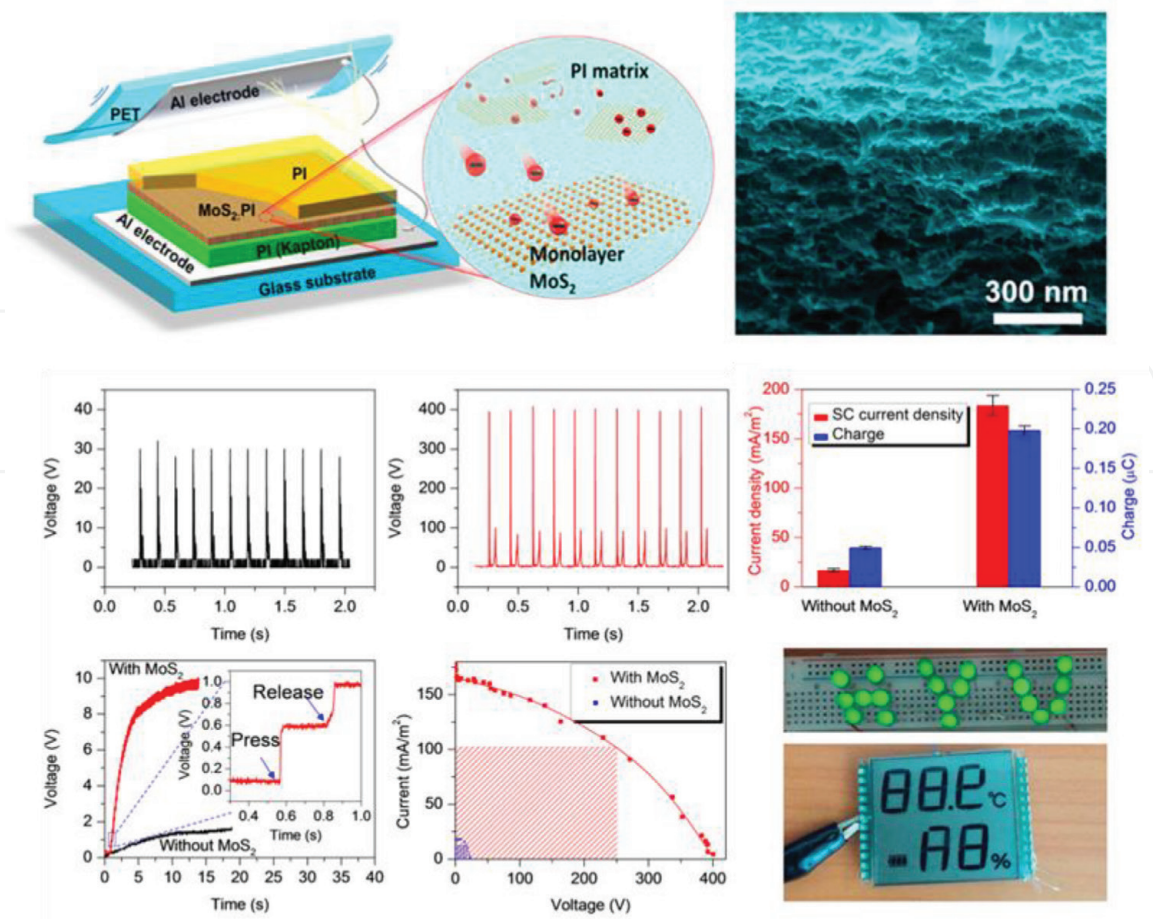 PET
Al electrode
PI matrix
PI
MoS2:PI
Al electrode
PI (Kapton)
Glass substrate
Monolayer
MoS2
300 nm
Voltage (V)
40
30
20
10
0
0.0 0.5 1.0 1.5 2.0
Time (s)
Voltage (V)
400
300
200
100
0
0.0 0.5 1.0 1.5 2.0
Time (s)
Current density (mA/m²)
200
150
100
50
0
SC current density
Charge
0.25
0.20
0.15
0.10
0.05
0.00
Charge (μC)
Without MoS2
With MoS2
Voltage (V)
10
8
6
4
2
0
With MoS2
Without MoS2
0 5 10 15 20 25 30 35 40
Time (s)
Voltage (V)
1.0
0.8
0.6
0.4
0.2
0.0
Release
Press
0.4 0.6 0.8 1.0
Time (s)
Current (mA/m²)
150
100
50
0
With MoS2
Without MoS2
0 100 200 300 400
Voltage (V)
88.e °C
A8 %